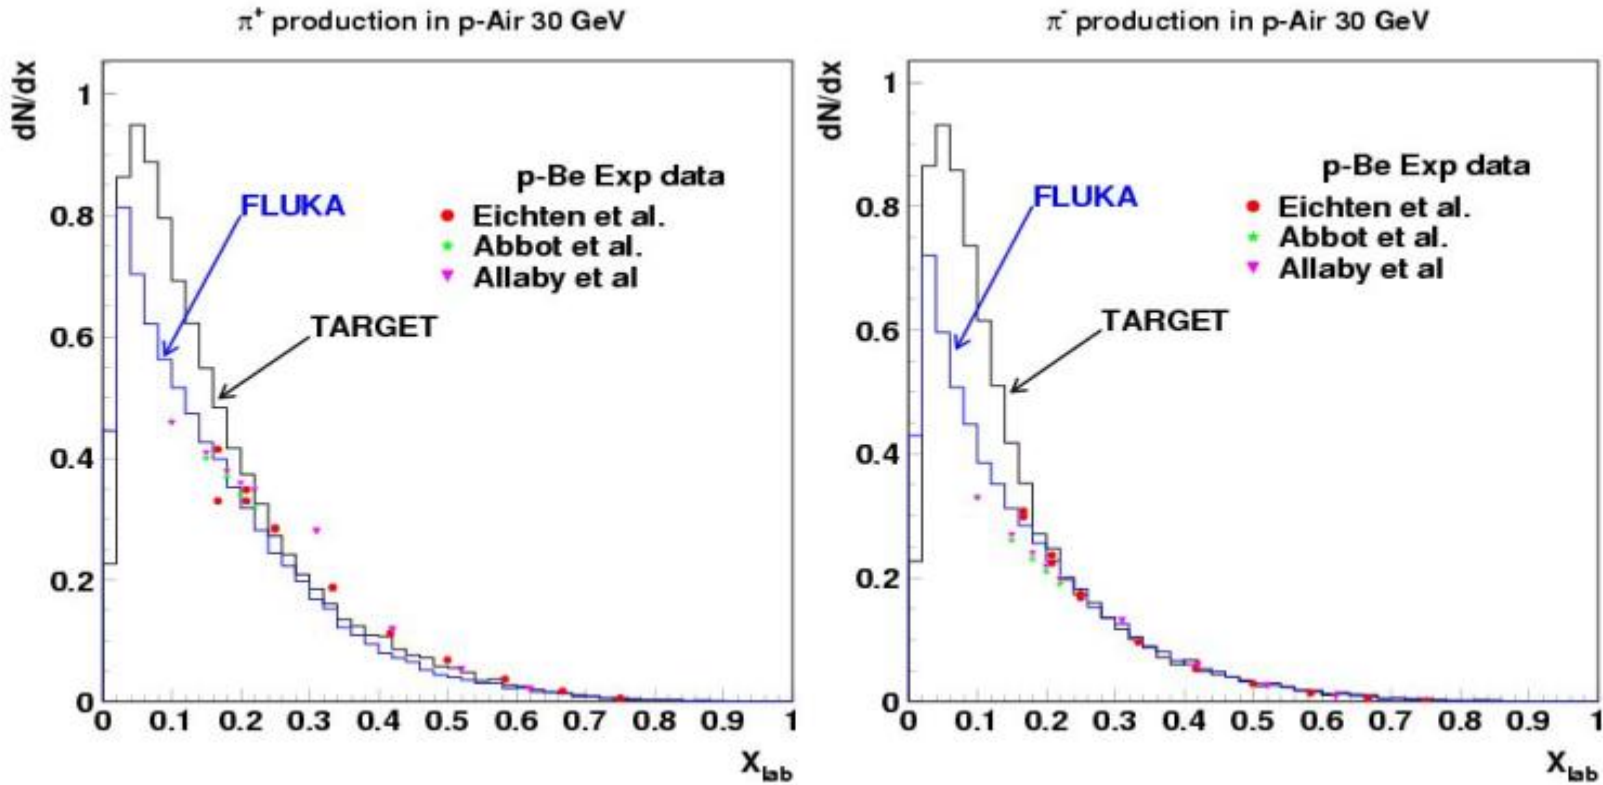 π⁺ production in p-Air 30 GeV
dN/dx
1
0.8
0.6
0.4
0.2
0
p-Be Exp data
FLUKA
Eichten et al.
Abbot et al.
Allaby et al
TARGET
0 0.1 0.2 0.3 0.4 0.5 0.6 0.7 0.8 0.9 1
X_lab
π⁻ production in p-Air 30 GeV
dN/dx
1
0.8
0.6
0.4
0.2
0
p-Be Exp data
FLUKA
Eichten et al.
Abbot et al.
Allaby et al
TARGET
0 0.1 0.2 0.3 0.4 0.5 0.6 0.7 0.8 0.9 1
X_lab